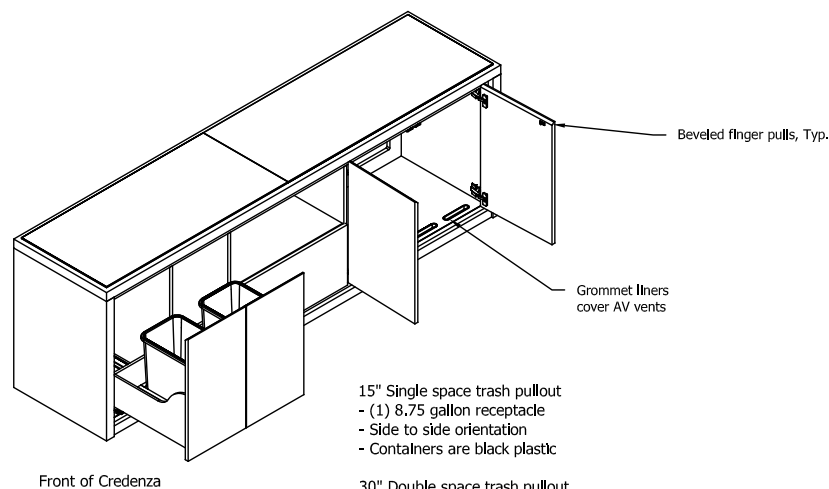 Beveled finger pulls, Typ.
Grommet liners
cover AV vents
15" Single space trash pullout
- (1) 8.75 gallon receptacle
- Side to side orientation
- Containers are black plastic
Front of Credenza
30" Double space trash pullout